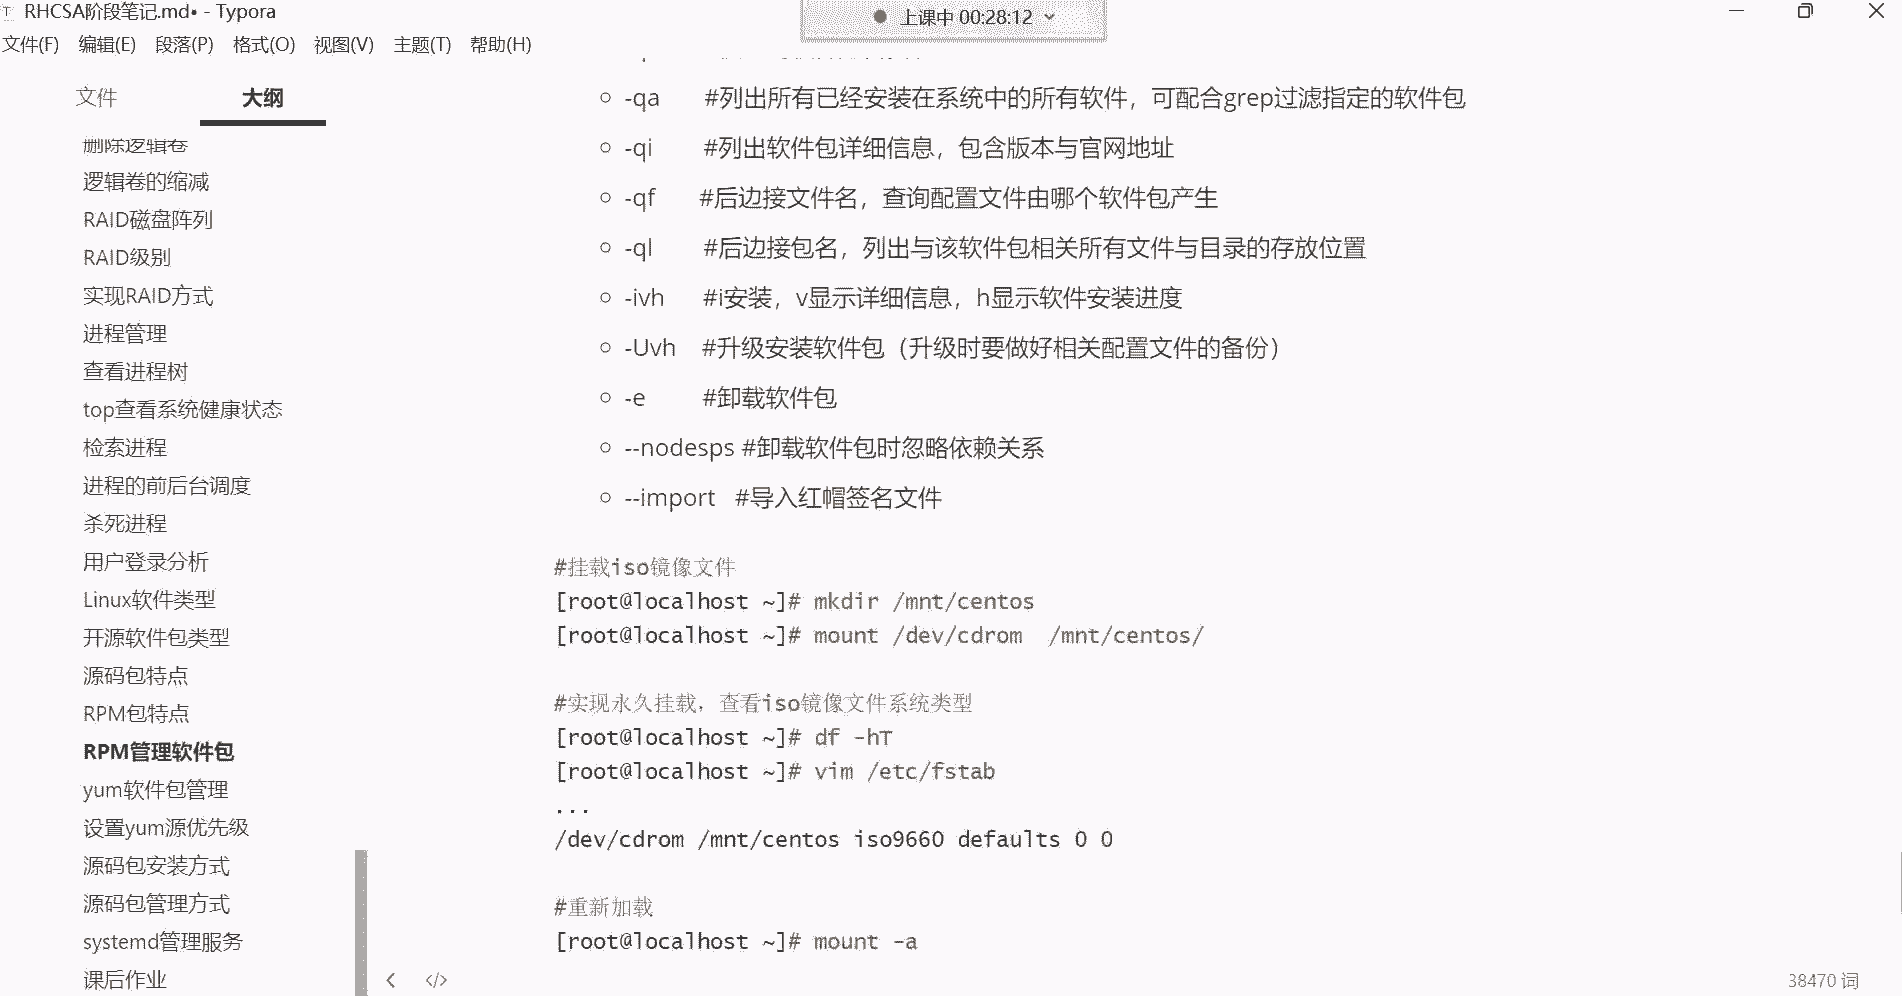 RHCSA阶段笔记.md• - Typora
上课中 00:28:12
文件(F) 编辑(E) 段落(P) 格式(O) 视图(V) 主题(T) 帮助(H)
文件 大纲
删除逻辑卷
逻辑卷的缩减
RAID磁盘阵列
RAID级别
实现RAID方式
进程管理
查看进程树
top查看系统健康状态
检索进程
进程的前后台调度
杀死进程
用户登录分析
Linux软件类型
开源软件包类型
源码包特点
RPM包特点
RPM管理软件包
yum软件包管理
设置yum源优先级
源码包安装方式
源码包管理方式
systemd管理服务
课后作业
-qa #列出所有已经安装在系统中的所有软件，可配合grep过滤指定的软件包
-qi #列出软件包详细信息，包含版本与官网地址
-qf #后边接文件名，查询配置文件由哪个软件包产生
-ql #后边接包名，列出与该软件包相关所有文件与目录的存放位置
-ivh #i安装，v显示详细信息，h显示软件安装进度
-Uvh #升级安装软件包（升级时要做好相关配置文件的备份）
-e #卸载软件包
--nodesps #卸载软件包时忽略依赖关系
--import #导入红帽签名文件
#挂载iso镜像文件
[root@localhost ~]# mkdir /mnt/centos
[root@localhost ~]# mount /dev/cdrom  /mnt/centos/
#实现永久挂载，查看iso镜像文件系统类型
[root@localhost ~]# df -hT
[root@localhost ~]# vim /etc/fstab
...
/dev/cdrom /mnt/centos iso9660 defaults 0 0
#重新加载
[root@localhost ~]# mount -a
38470 词